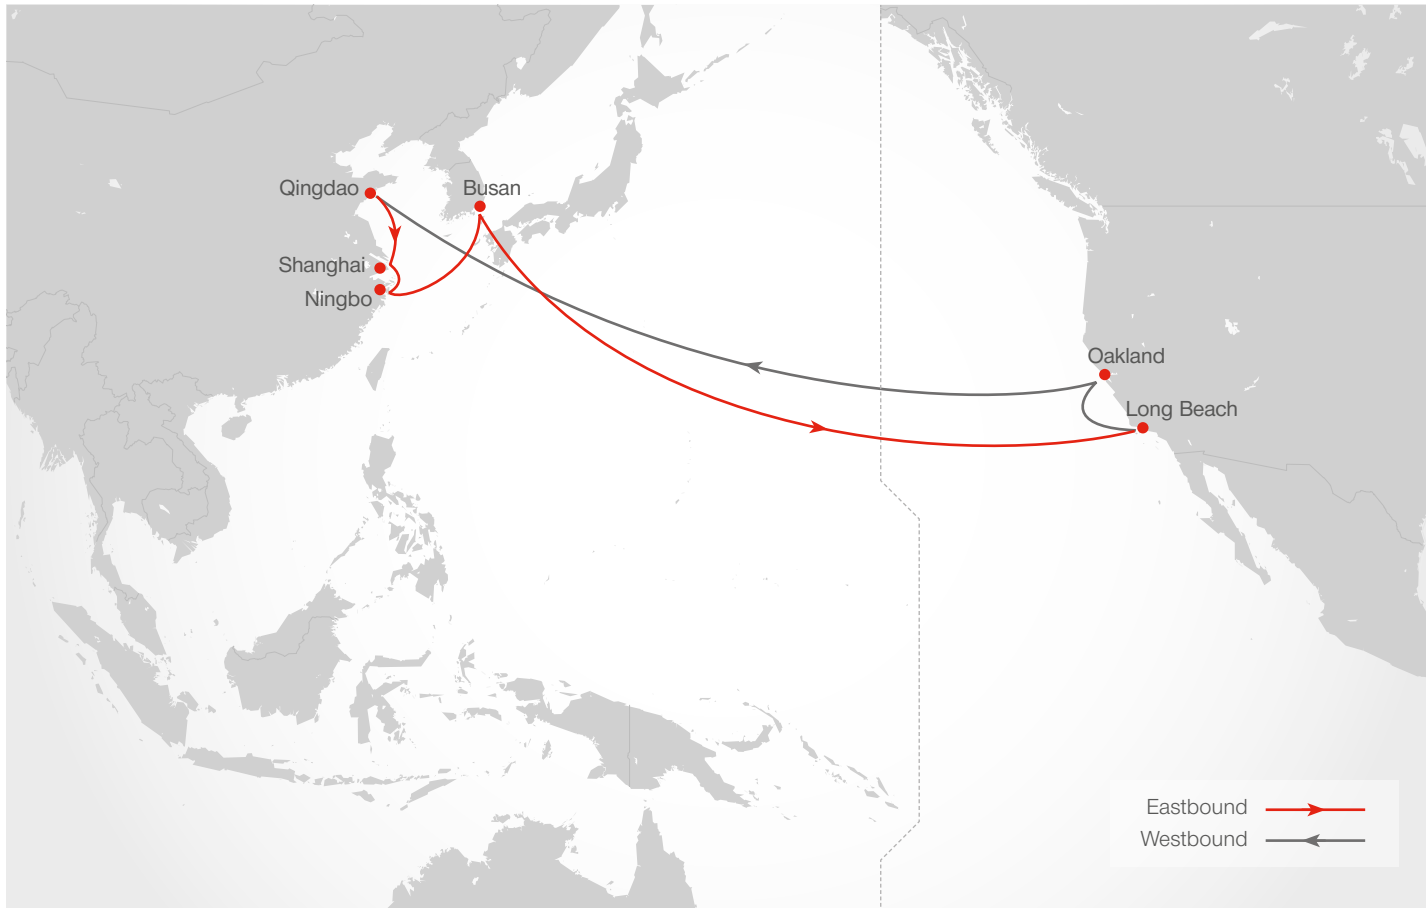 Qingdao
Busan
Shanghai
Ningbo
Oakland
Long Beach
Eastbound
Westbound